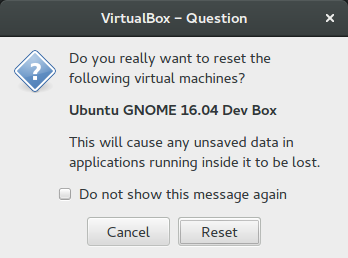 VirtualBox – Question
Do you really want to reset the
following virtual machines?
Ubuntu GNOME 16.04 Dev Box
This will cause any unsaved data in
applications running inside it to be lost.
Do not show this message again
Cancel
Reset